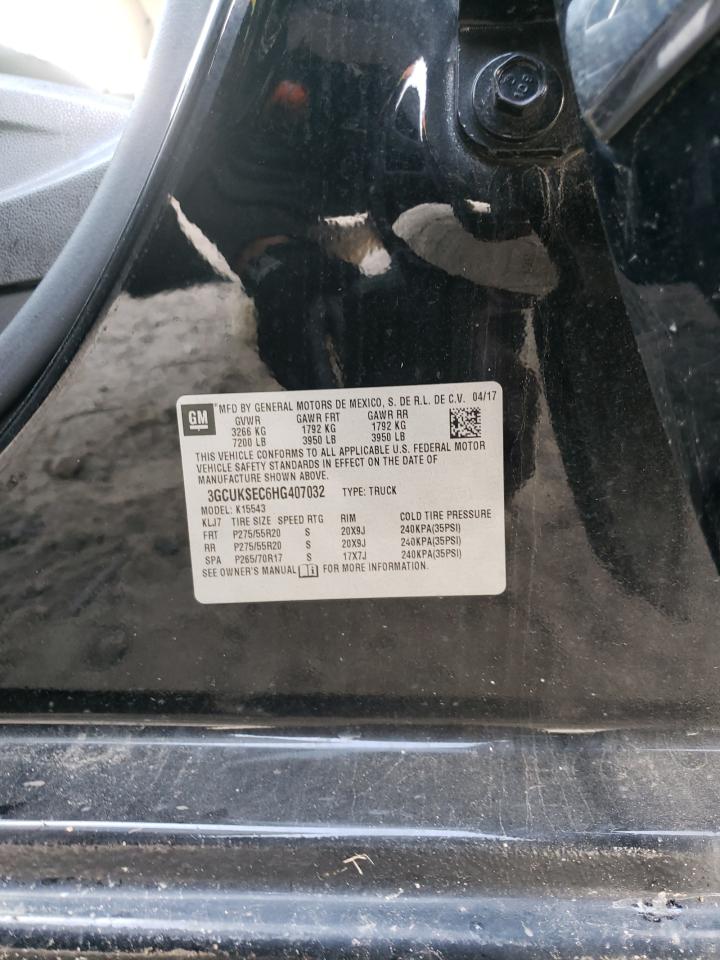 GM
MFD BY GENERAL MOTORS DE MEXICO, S. DE R.L. DE C.V. 04/17
GVWR GAWR FRT GAWR RR
3266 KG 1792 KG 1792 KG
7200 LB 3950 LB 3950 LB
THIS VEHICLE CONFORMS TO ALL APPLICABLE U.S. FEDERAL MOTOR
VEHICLE SAFETY STANDARDS IN EFFECT ON THE DATE OF
MANUFACTURE SHOWN ABOVE.
3GCUKSEC6HG407032 TYPE: TRUCK
MODEL: K15543
KLJ7 TIRE SIZE SPEED RTG RIM COLD TIRE PRESSURE
FRT P275/55R20 S 20X9J 240KPA(35PSI)
RR P275/55R20 S 20X9J 240KPA(35PSI)
SPA P265/70R17 S 17X7J 240KPA(35PSI)
SEE OWNER'S MANUAL FOR MORE INFORMATION.